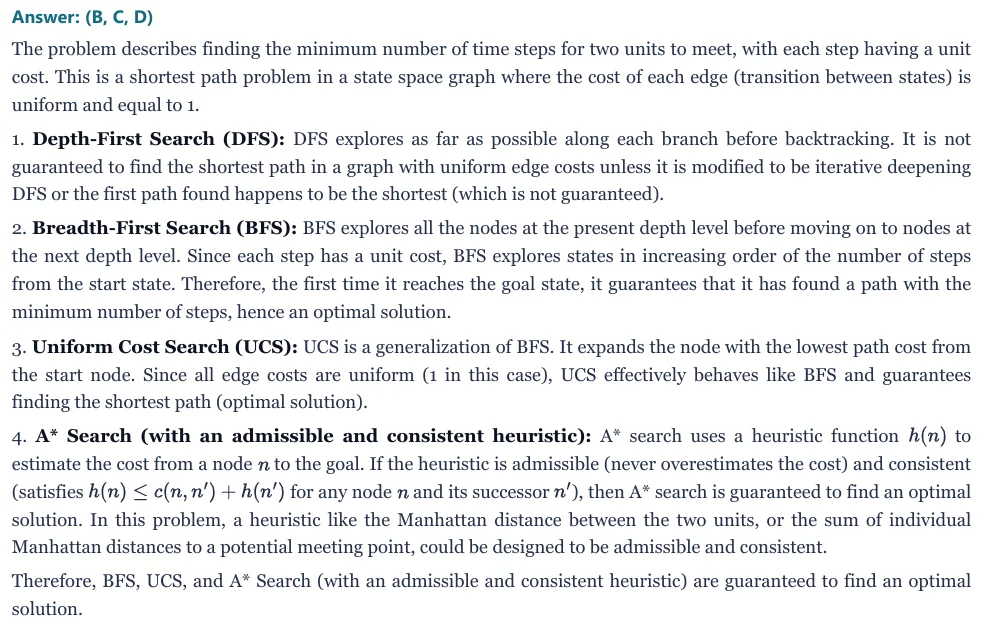 Answer: (B, C, D)
The problem describes finding the minimum number of time steps for two units to meet, with each step having a unit
cost. This is a shortest path problem in a state space graph where the cost of each edge (transition between states) is
uniform and equal to 1.
1. Depth-First Search (DFS): DFS explores as far as possible along each branch before backtracking. It is not
guaranteed to find the shortest path in a graph with uniform edge costs unless it is modified to be iterative deepening
DFS or the first path found happens to be the shortest (which is not guaranteed).
2. Breadth-First Search (BFS): BFS explores all the nodes at the present depth level before moving on to nodes at
the next depth level. Since each step has a unit cost, BFS explores states in increasing order of the number of steps
from the start state. Therefore, the first time it reaches the goal state, it guarantees that it has found a path with the
minimum number of steps, hence an optimal solution.
3. Uniform Cost Search (UCS): UCS is a generalization of BFS. It expands the node with the lowest path cost from
the start node. Since all edge costs are uniform (1 in this case), UCS effectively behaves like BFS and guarantees
finding the shortest path (optimal solution).
4. A* Search (with an admissible and consistent heuristic): A* search uses a heuristic function h(n) to
estimate the cost from a node n to the goal. If the heuristic is admissible (never overestimates the cost) and consistent
(satisfies h(n) ≤ c(n, n′) + h(n′) for any node n and its successor n′), then A* search is guaranteed to find an optimal
solution. In this problem, a heuristic like the Manhattan distance between the two units, or the sum of individual
Manhattan distances to a potential meeting point, could be designed to be admissible and consistent.
Therefore, BFS, UCS, and A* Search (with an admissible and consistent heuristic) are guaranteed to find an optimal
solution.